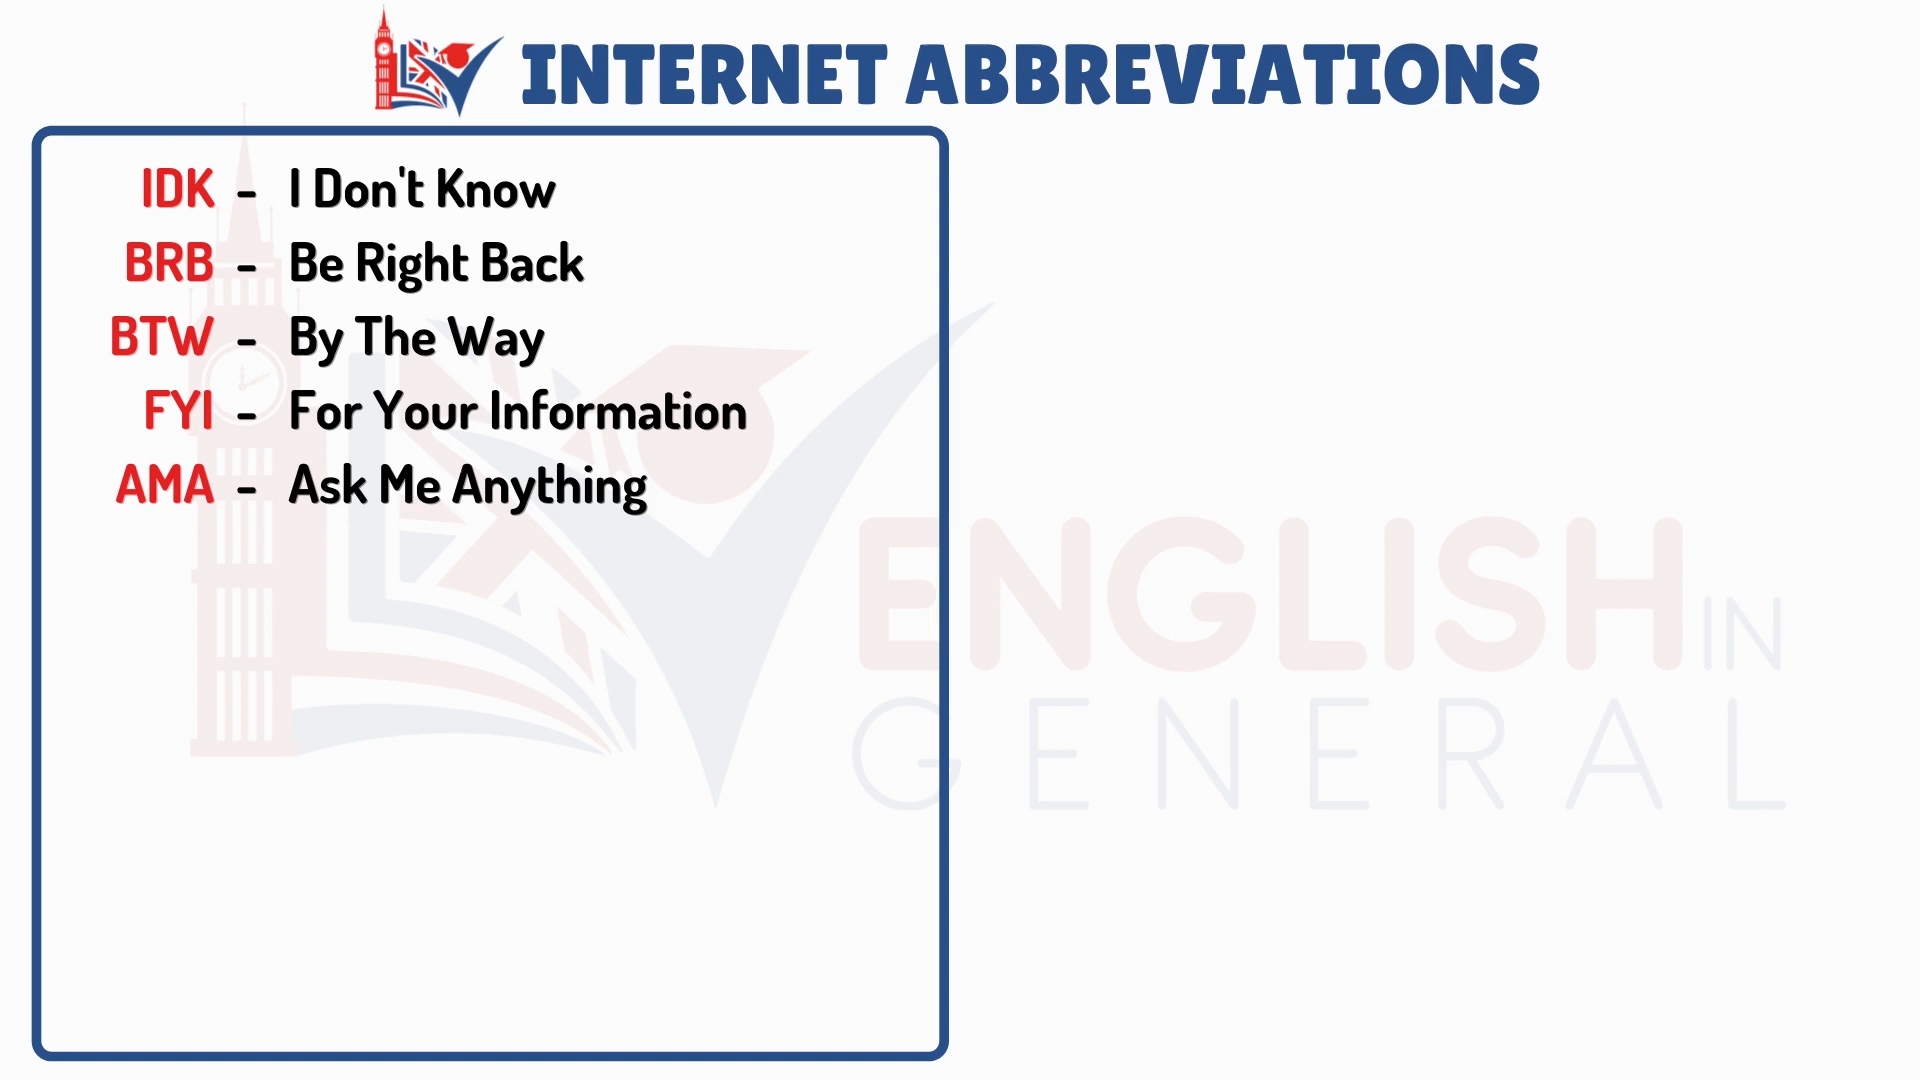 INTERNET ABBREVIATIONS
IDK - I Don't Know
BRB - Be Right Back
BTW - By The Way
FYI - For Your Information
AMA - Ask Me Anything
ENGLISH IN
GENERAL